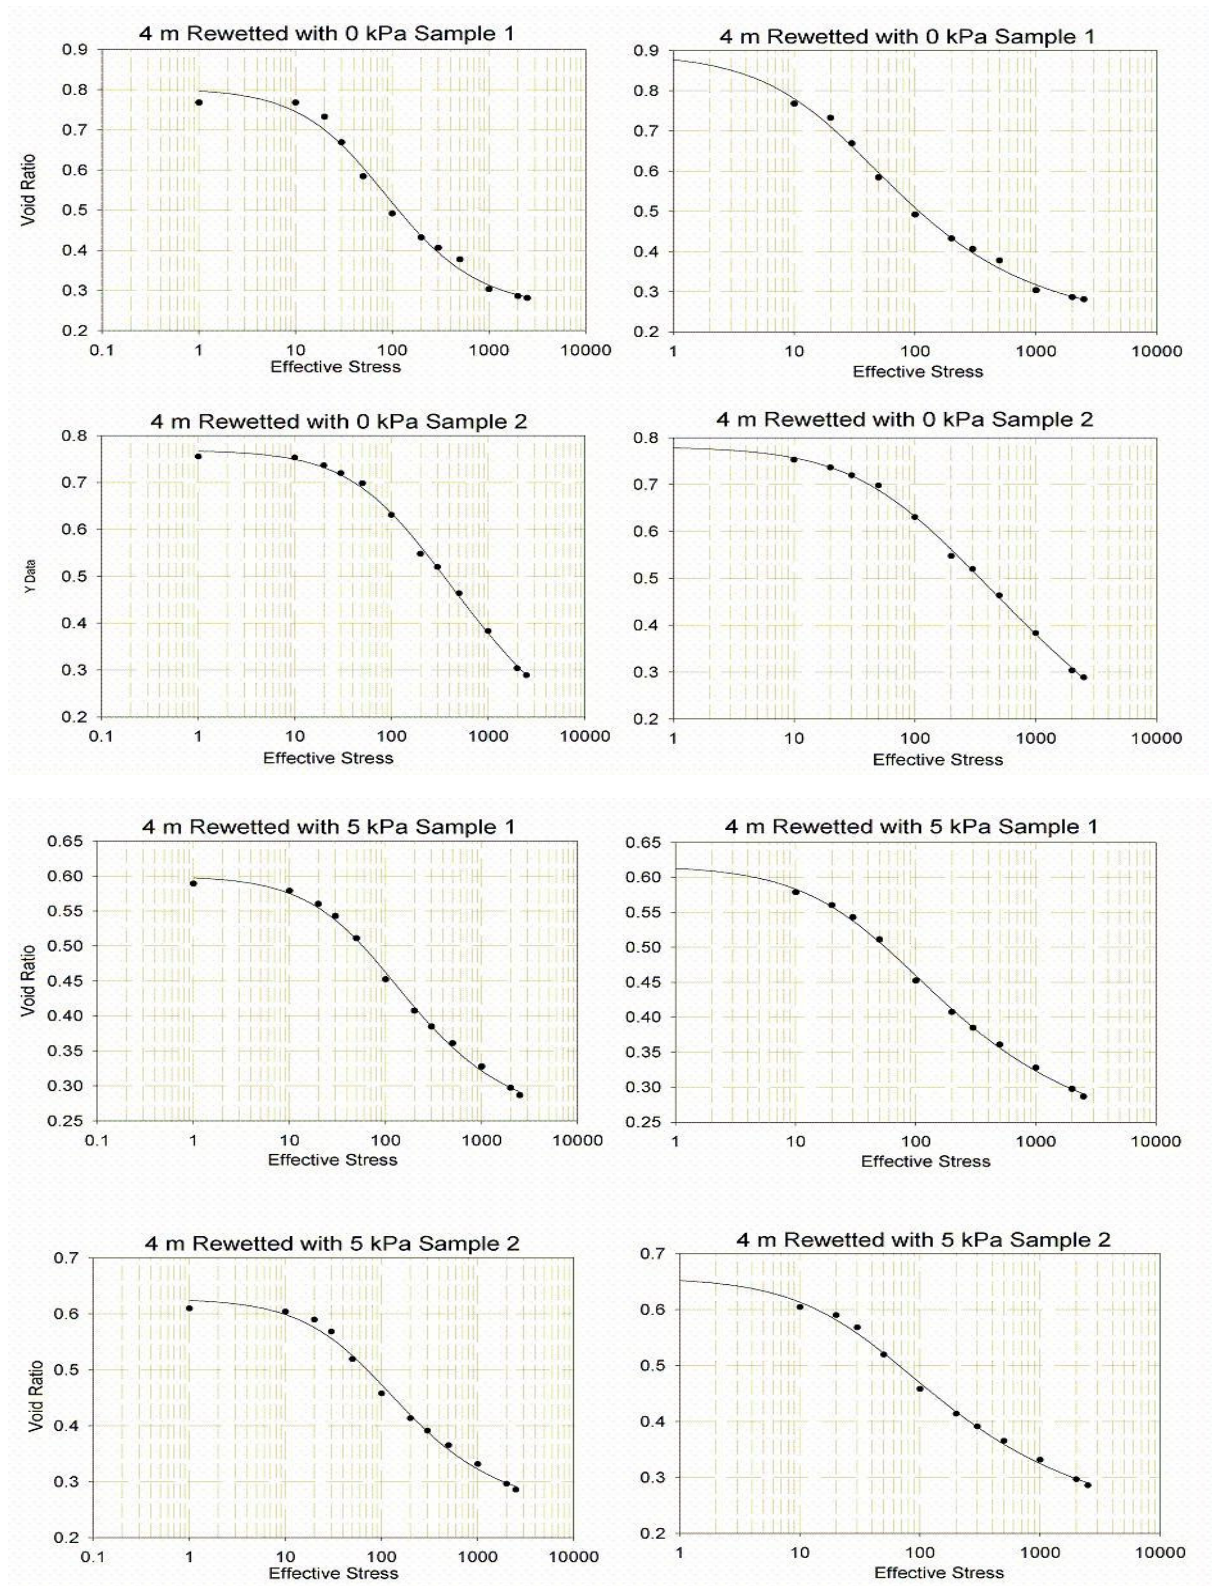 4 m Rewetted with 0 kPa Sample 1
0.9
0.8
0.7
0.6
0.5
0.4
0.3
0.2
Void Ratio
0.1 1 10 100 1000 10000
Effective Stress
4 m Rewetted with 0 kPa Sample 1
0.9
0.8
0.7
0.6
0.5
0.4
0.3
0.2
1 10 100 1000 10000
Effective Stress
4 m Rewetted with 0 kPa Sample 2
0.8
0.7
0.6
0.5
0.4
0.3
0.2
Y Data
0.1 1 10 100 1000 10000
Effective Stress
4 m Rewetted with 0 kPa Sample 2
0.8
0.7
0.6
0.5
0.4
0.3
0.2
1 10 100 1000 10000
Effective Stress
4 m Rewetted with 5 kPa Sample 1
0.65
0.60
0.55
0.50
0.45
0.40
0.35
0.30
0.25
Void Ratio
0.1 1 10 100 1000 10000
Effective Stress
4 m Rewetted with 5 kPa Sample 1
0.65
0.60
0.55
0.50
0.45
0.40
0.35
0.30
0.25
1 10 100 1000 10000
Effective Stress
4 m Rewetted with 5 kPa Sample 2
0.7
0.6
0.5
0.4
0.3
0.2
Void Ratio
0.1 1 10 100 1000 10000
Effective Stress
4 m Rewetted with 5 kPa Sample 2
0.7
0.6
0.5
0.4
0.3
0.2
1 10 100 1000 10000
Effective Stress